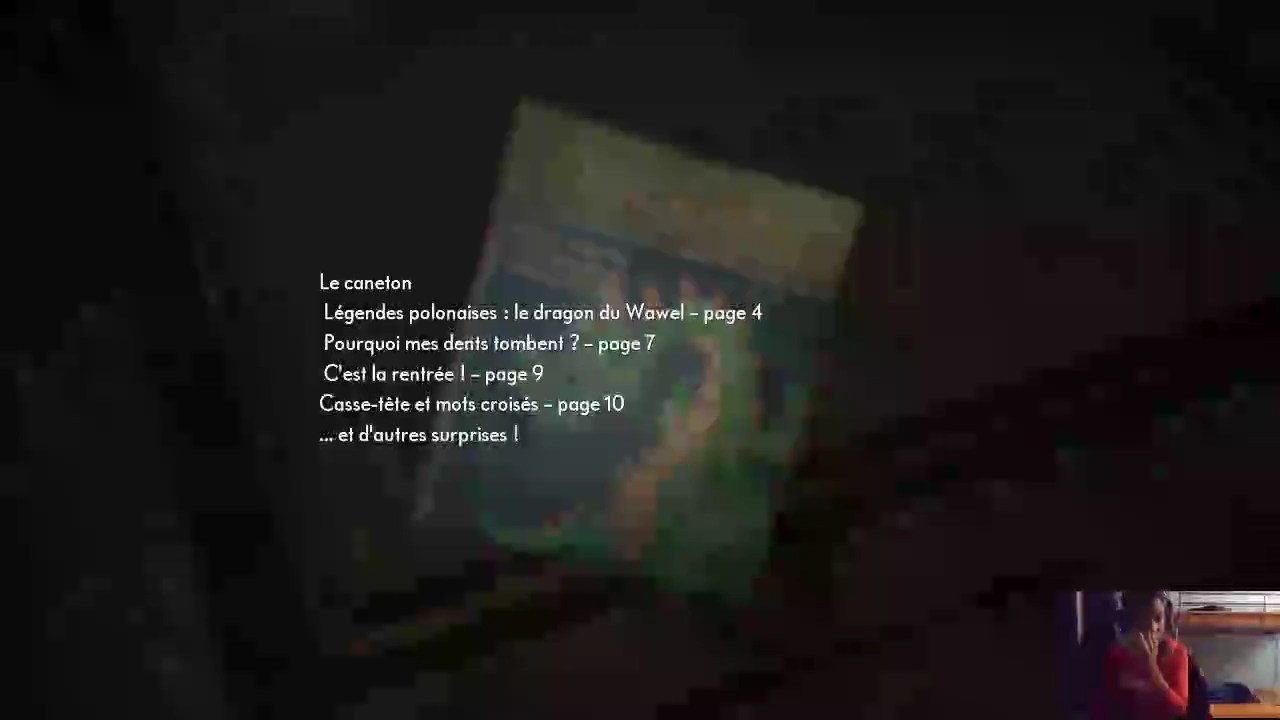 Le caneton
Légendes polonaises : le dragon du Wawel – page 4
Pourquoi mes dents tombent ? – page 7
C'est la rentrée ! – page 9
Casse-tête et mots croisés – page 10
... et d'autres surprises !